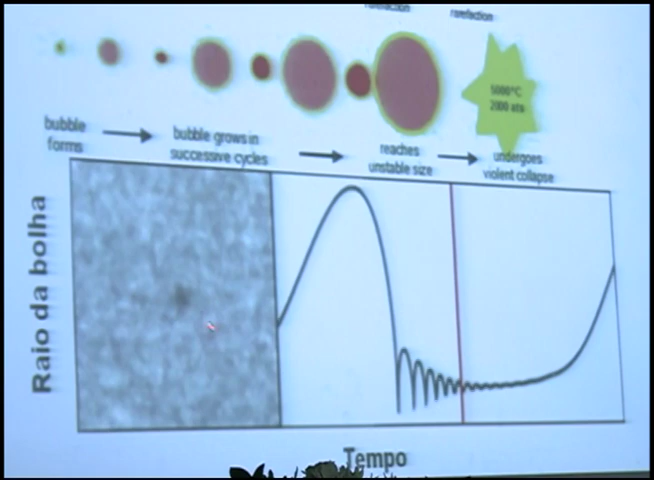 rarefaction
bubble
forms
bubble grows in
successive cycles
reaches
unstable size
undergoes
violent collapse
5000°C
2000 ats
Raio da bolha
Tempo